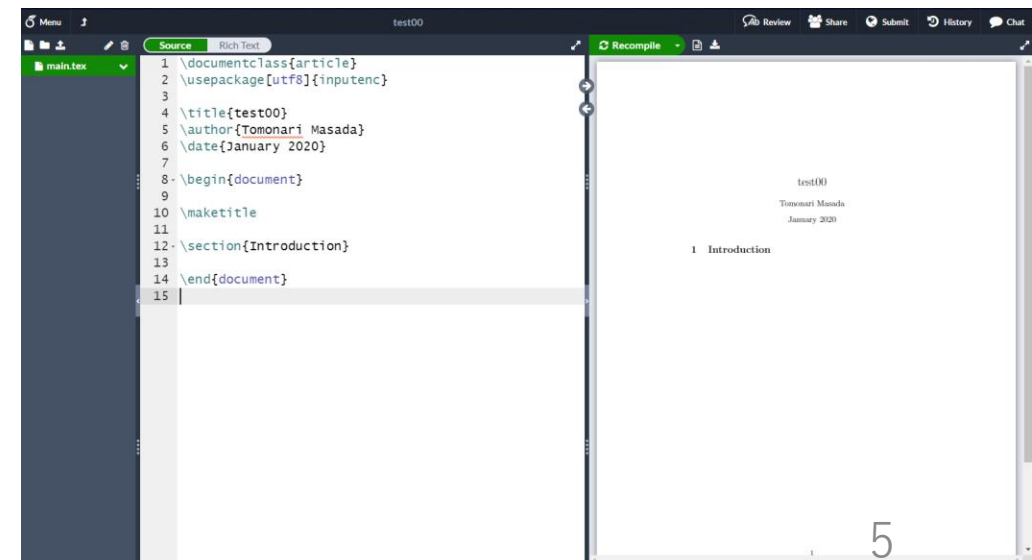 Menu
test00
Review
Share
Submit
History
Chat
Source
Rich Text
Recompile
main.tex
1 \documentclass{article}
2 \usepackage[utf8]{inputenc}
3
4 \title{test00}
5 \author{Tomonari Masada}
6 \date{January 2020}
7
8 \begin{document}
9
10 \maketitle
11
12 \section{Introduction}
13
14 \end{document}
15
test00
Tomonari Masada
January 2020
1 Introduction
1
5